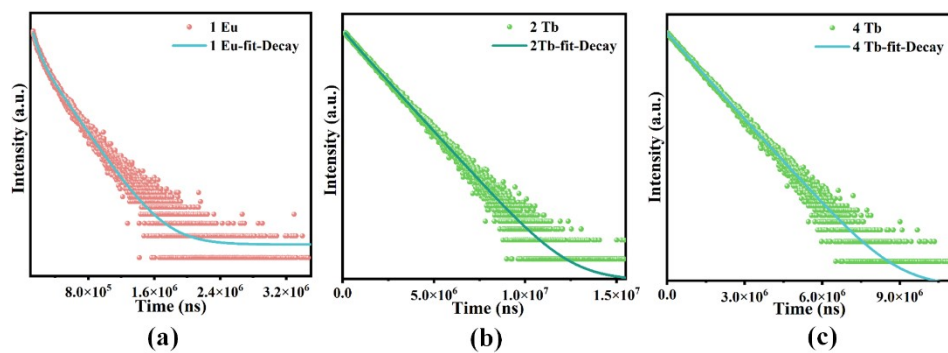 1 Eu
1 Eu-fit-Decay
Intensity (a.u.)
8.0×10⁵ 1.6×10⁶ 2.4×10⁶ 3.2×10⁶
Time (ns)
(a)
2 Tb
2Tb-fit-Decay
Intensity (a.u.)
0.0 5.0×10⁶ 1.0×10⁷ 1.5×10⁷
Time (ns)
(b)
4 Tb
4 Tb-fit-Decay
Intensity (a.u.)
0.0 3.0×10⁶ 6.0×10⁶ 9.0×10⁶
Time (ns)
(c)